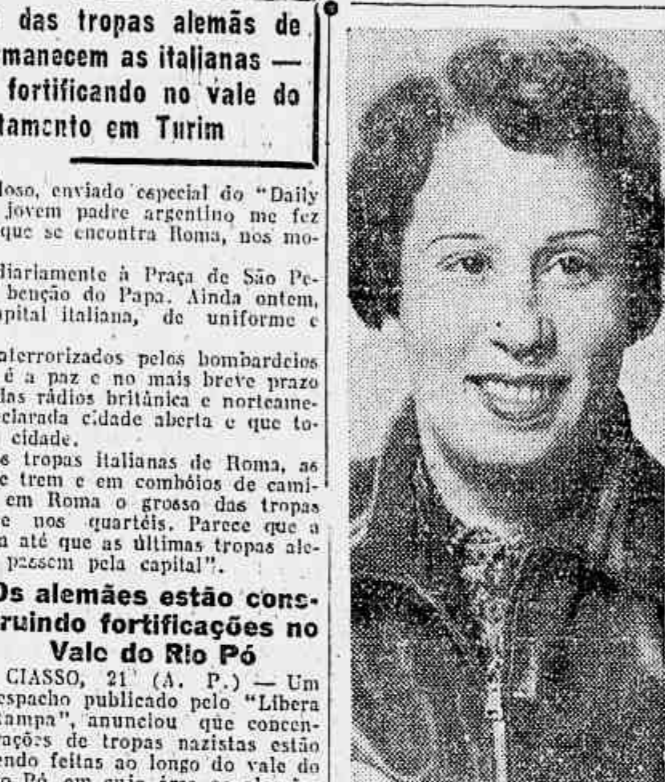 das tropas alemãs de
manecem as italianas —
fortificando no vale do
tamento em Turim
loso, enviado especial do "Daily
jovem padre argentino me fez
que se encontra Roma, nos mo-
diariamente à Praça de São Pe-
benção do Papa. Ainda ontem,
pital italiana, de uniforme e
aterrorizados pelos bombardeios
é a paz e no mais breve prazo
las rádios britânica e norteame-
clarada cidade aberta e que to-
cidade.
s tropas italianas de Roma, as
e trem e em combóios de cami-
em Roma o grosso das tropas
e nos quartéis. Parece que a
a até que as últimas tropas ale-
passem pela capital".
Os alemães estão cons-
truindo fortificações no
Vale do Rio Pó
CIASSO, 21 (A. P.) — Um
espacho publicado pelo "Libera
tampa", anunciou que concen-
rações de tropas nazistas estão
endo feitas ao longo do vale do